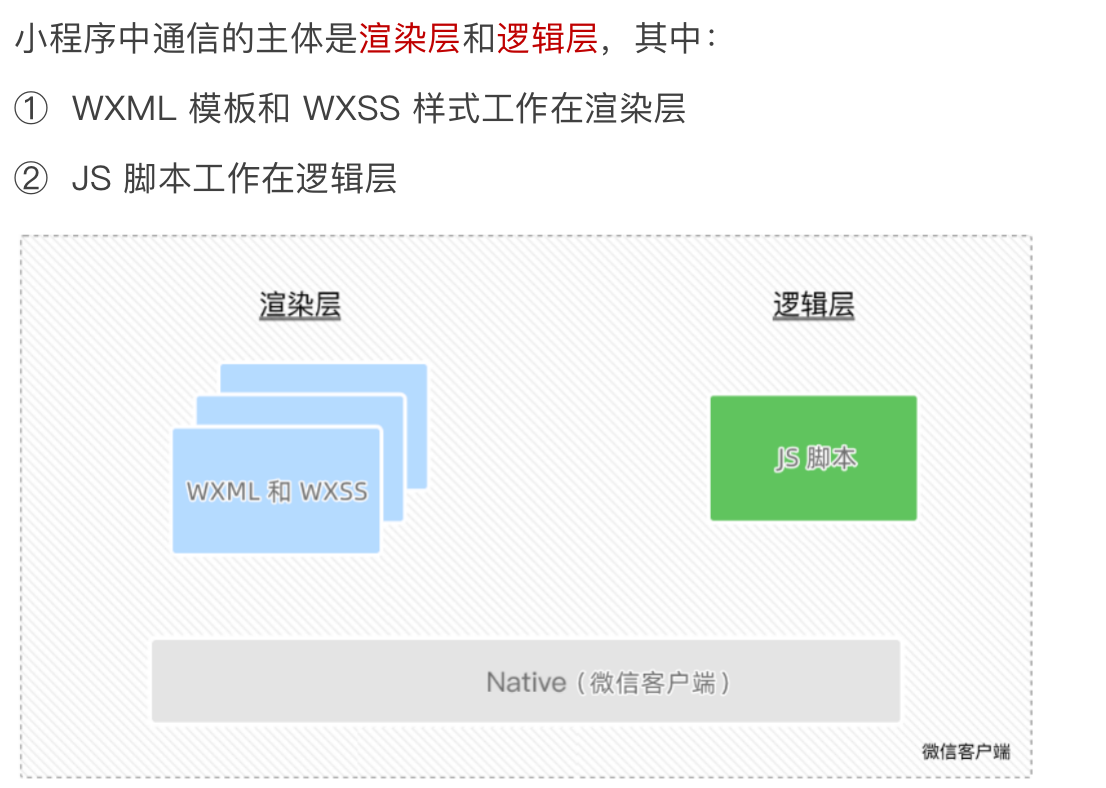 小程序中通信的主体是渲染层和逻辑层，其中：
① WXML 模板和 WXSS 样式工作在渲染层
② JS 脚本工作在逻辑层
渲染层
逻辑层
JS 脚本
WXML 和 WXSS
Native（微信客户端）
微信客户端